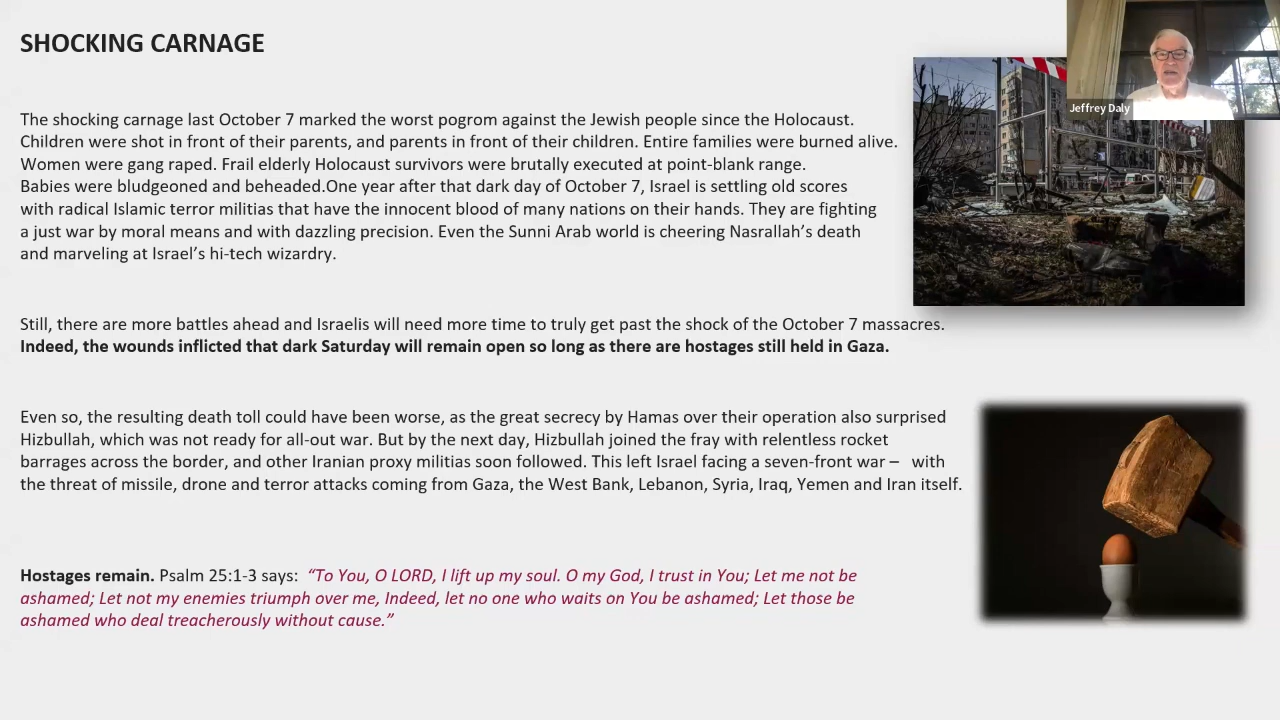 SHOCKING CARNAGE
Jeffrey Daly
The shocking carnage last October 7 marked the worst pogrom against the Jewish people since the Holocaust.
Children were shot in front of their parents, and parents in front of their children. Entire families were burned alive.
Women were gang raped. Frail elderly Holocaust survivors were brutally executed at point-blank range.
Babies were bludgeoned and beheaded.One year after that dark day of October 7, Israel is settling old scores
with radical Islamic terror militias that have the innocent blood of many nations on their hands. They are fighting
a just war by moral means and with dazzling precision. Even the Sunni Arab world is cheering Nasrallah’s death
and marveling at Israel’s hi-tech wizardry.
Still, there are more battles ahead and Israelis will need more time to truly get past the shock of the October 7 massacres.
Indeed, the wounds inflicted that dark Saturday will remain open so long as there are hostages still held in Gaza.
Even so, the resulting death toll could have been worse, as the great secrecy by Hamas over their operation also surprised
Hizbullah, which was not ready for all-out war. But by the next day, Hizbullah joined the fray with relentless rocket
barrages across the border, and other Iranian proxy militias soon followed. This left Israel facing a seven-front war – with
the threat of missile, drone and terror attacks coming from Gaza, the West Bank, Lebanon, Syria, Iraq, Yemen and Iran itself.
Hostages remain. Psalm 25:1-3 says: “To You, O LORD, I lift up my soul. O my God, I trust in You; Let me not be
ashamed; Let not my enemies triumph over me, Indeed, let no one who waits on You be ashamed; Let those be
ashamed who deal treacherously without cause.”